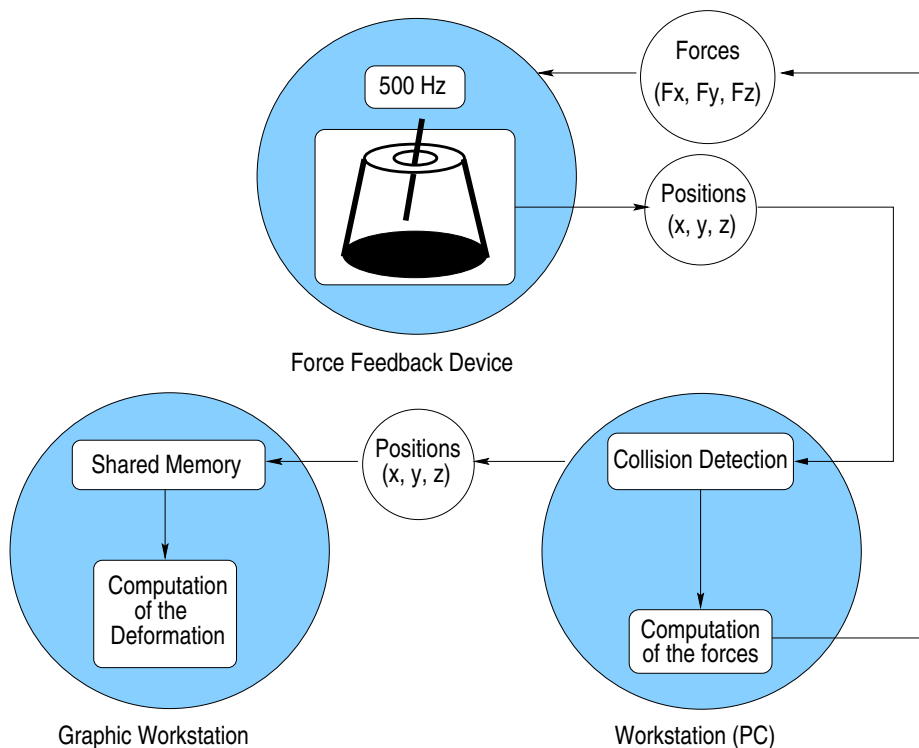 Forces
(Fx, Fy, Fz)
500 Hz
Positions
(x, y, z)
Force Feedback Device
Positions
(x, y, z)
Shared Memory
Collision Detection
Computation
of the
Deformation
Computation
of the forces
Graphic Workstation
Workstation (PC)